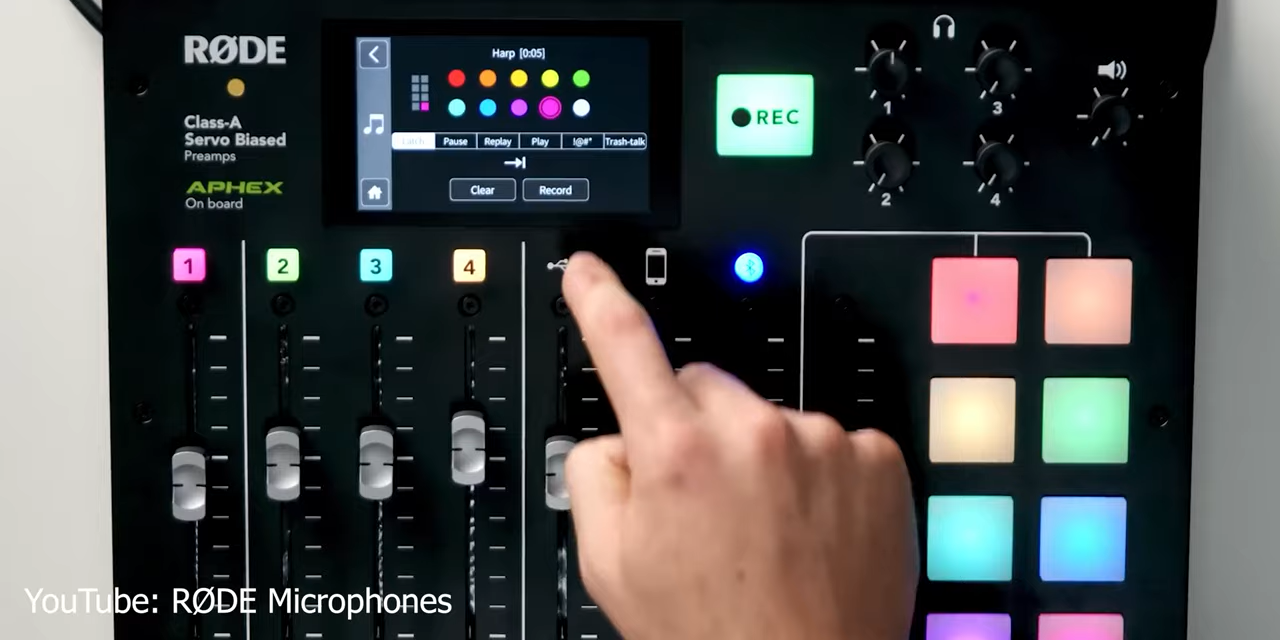 RØDE
Class-A
Servo Biased
Preamps
APHEX
On board
Harp [0:05]
Latch Pause Replay Play !@#* Trash-talk
Clear Record
REC
1 3
2 4
1 2 3 4
YouTube: RØDE Microphones